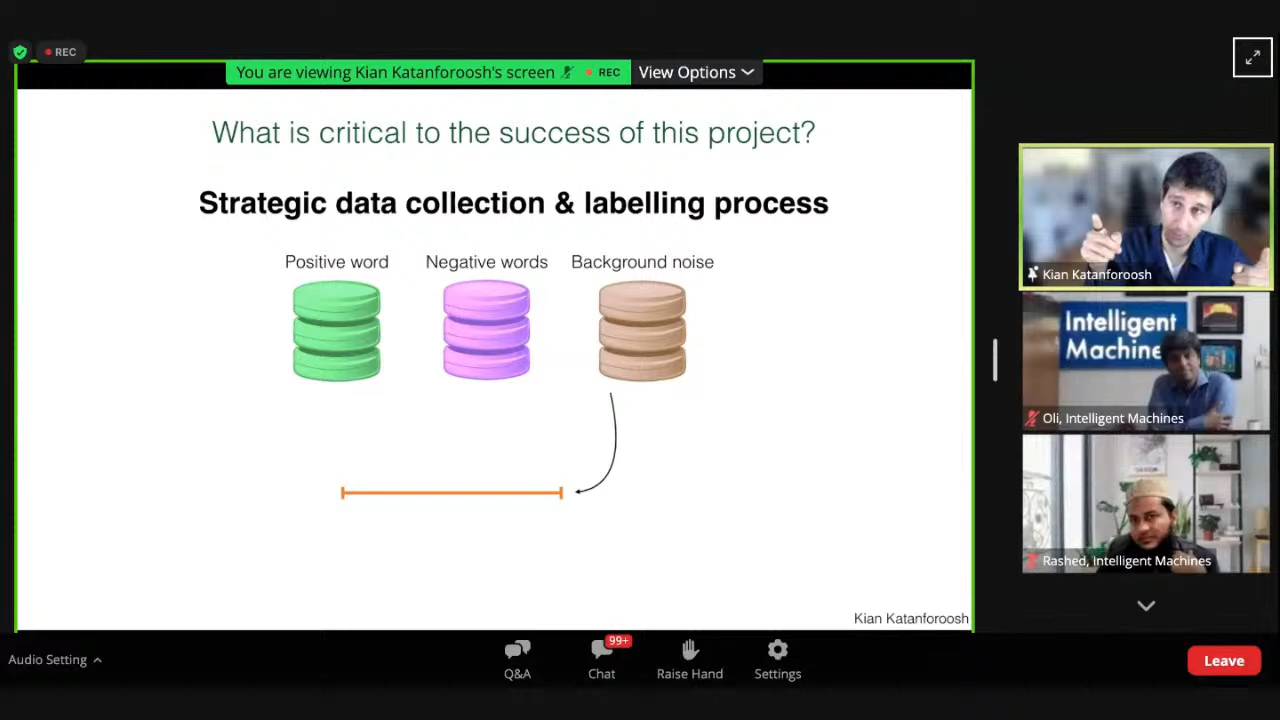 REC
You are viewing Kian Katanforoosh's screen REC View Options
What is critical to the success of this project?
Strategic data collection & labelling process
Positive word Negative words Background noise
Kian Katanforoosh
Kian Katanforoosh
Intelligent
Machine
Oli, Intelligent Machines
Rashed, Intelligent Machines
Audio Setting
Q&A
99+
Chat
Raise Hand
Settings
Leave